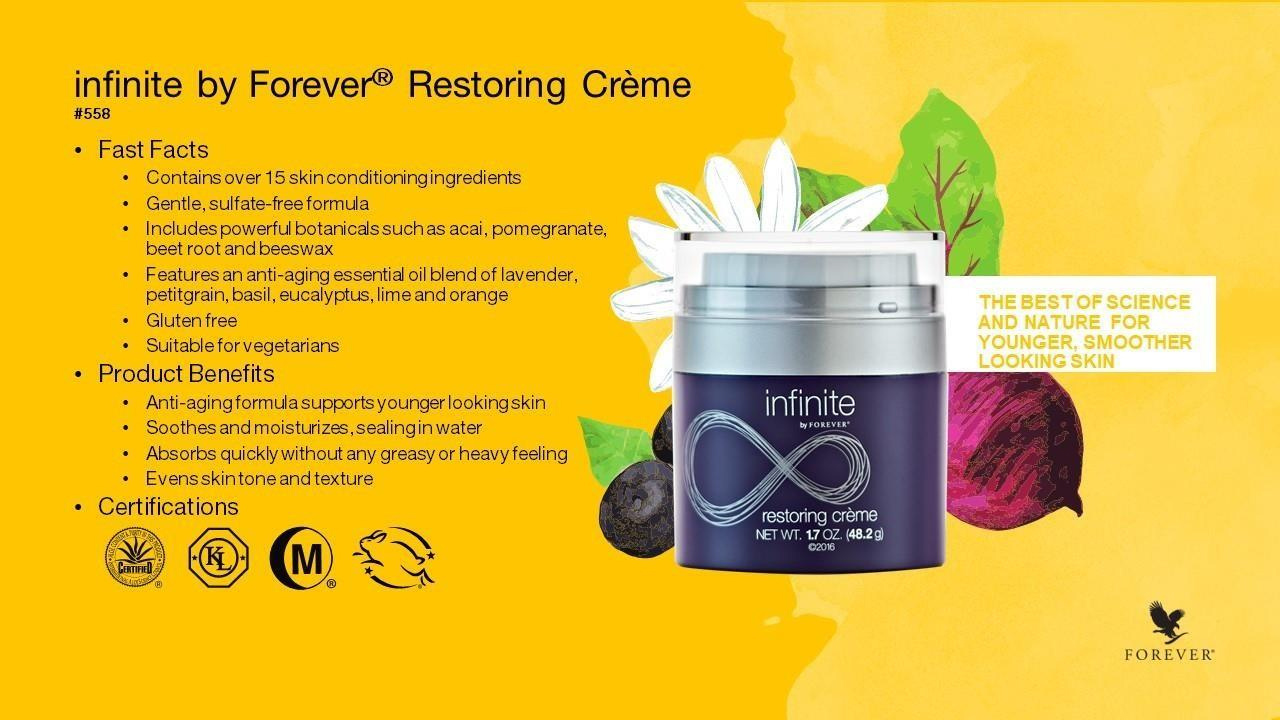 infinite by Forever® Restoring Crème
#558
• Fast Facts
• Contains over 15 skin conditioning ingredients
• Gentle, sulfate-free formula
• Includes powerful botanicals such as acai, pomegranate,
beet root and beeswax
• Features an anti-aging essential oil blend of lavender,
petitgrain, basil, eucalyptus, lime and orange
• Gluten free
• Suitable for vegetarians
• Product Benefits
• Anti-aging formula supports younger looking skin
• Soothes and moisturizes, sealing in water
• Absorbs quickly without any greasy or heavy feeling
• Evens skin tone and texture
• Certifications
CERTIFIED
®
KL
M
®
THE BEST OF SCIENCE
AND NATURE FOR
YOUNGER, SMOOTHER
LOOKING SKIN
infinite
by FOREVER®
restoring crème
NET WT. 1.7 OZ. (48.2 g)
©2016
FOREVER®